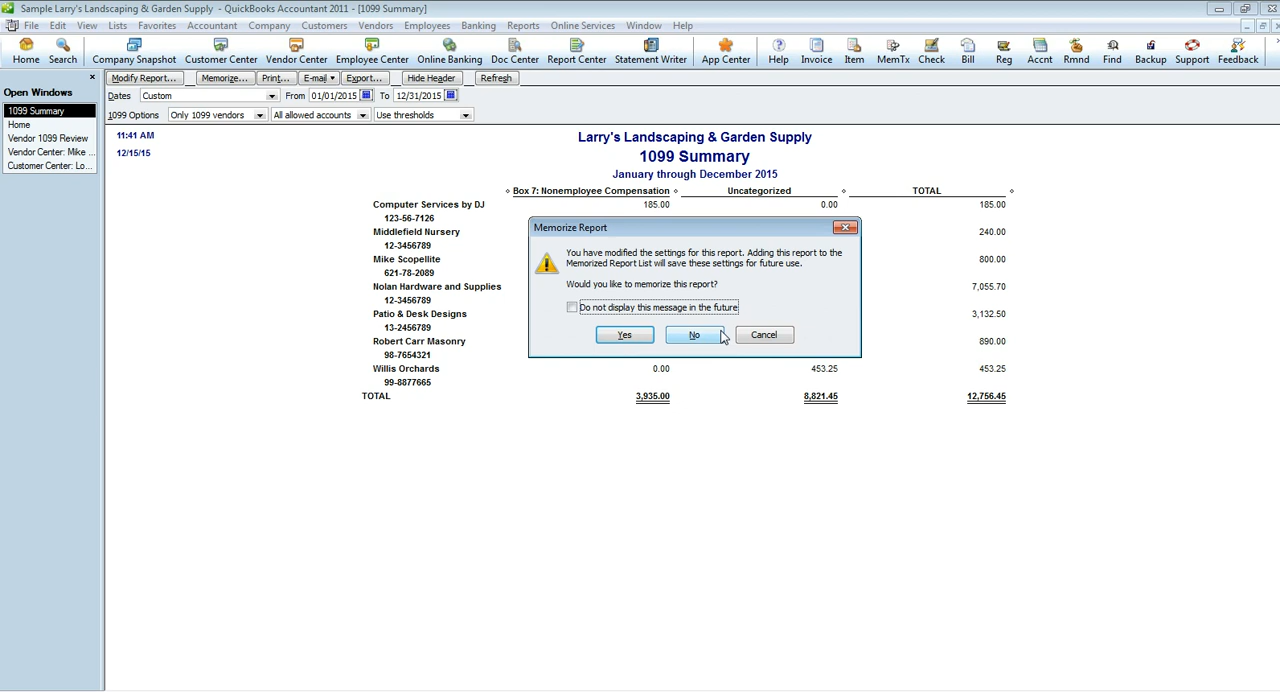 Sample Larry's Landscaping & Garden Supply - QuickBooks Accountant 2011 - [1099 Summary]
File Edit View Lists Favorites Accountant Company Customers Vendors Employees Banking Reports Online Services Window Help
Home Search Company Snapshot Customer Center Vendor Center Employee Center Online Banking Doc Center Report Center Statement Writer App Center Help Invoice Item MemTx Check Bill Reg Accnt Rmnd Find Backup Support Feedback
Open Windows
1099 Summary
Home
Vendor 1099 Review
Vendor Center: Mike ...
Customer Center: Lo...
Modify Report... Memorize... Print... E-mail Export... Hide Header Refresh
Dates Custom From 01/01/2015 To 12/31/2015
1099 Options Only 1099 vendors All allowed accounts Use thresholds
11:41 AM
12/15/15
Larry's Landscaping & Garden Supply
1099 Summary
January through December 2015
Box 7: Nonemployee Compensation Uncategorized TOTAL
Computer Services by DJ 185.00 0.00 185.00
123-56-7126
Middlefield Nursery 240.00
12-3456789
Mike Scopellite 800.00
621-78-2089
Nolan Hardware and Supplies 7,055.70
12-3456789
Patio & Desk Designs 3,132.50
13-2456789
Robert Carr Masonry 890.00
98-7654321
Willis Orchards 0.00 453.25 453.25
99-8877665
TOTAL 3,935.00 8,821.45 12,756.45
Memorize Report
You have modified the settings for this report. Adding this report to the
Memorized Report List will save these settings for future use.
Would you like to memorize this report?
Do not display this message in the future
Yes No Cancel